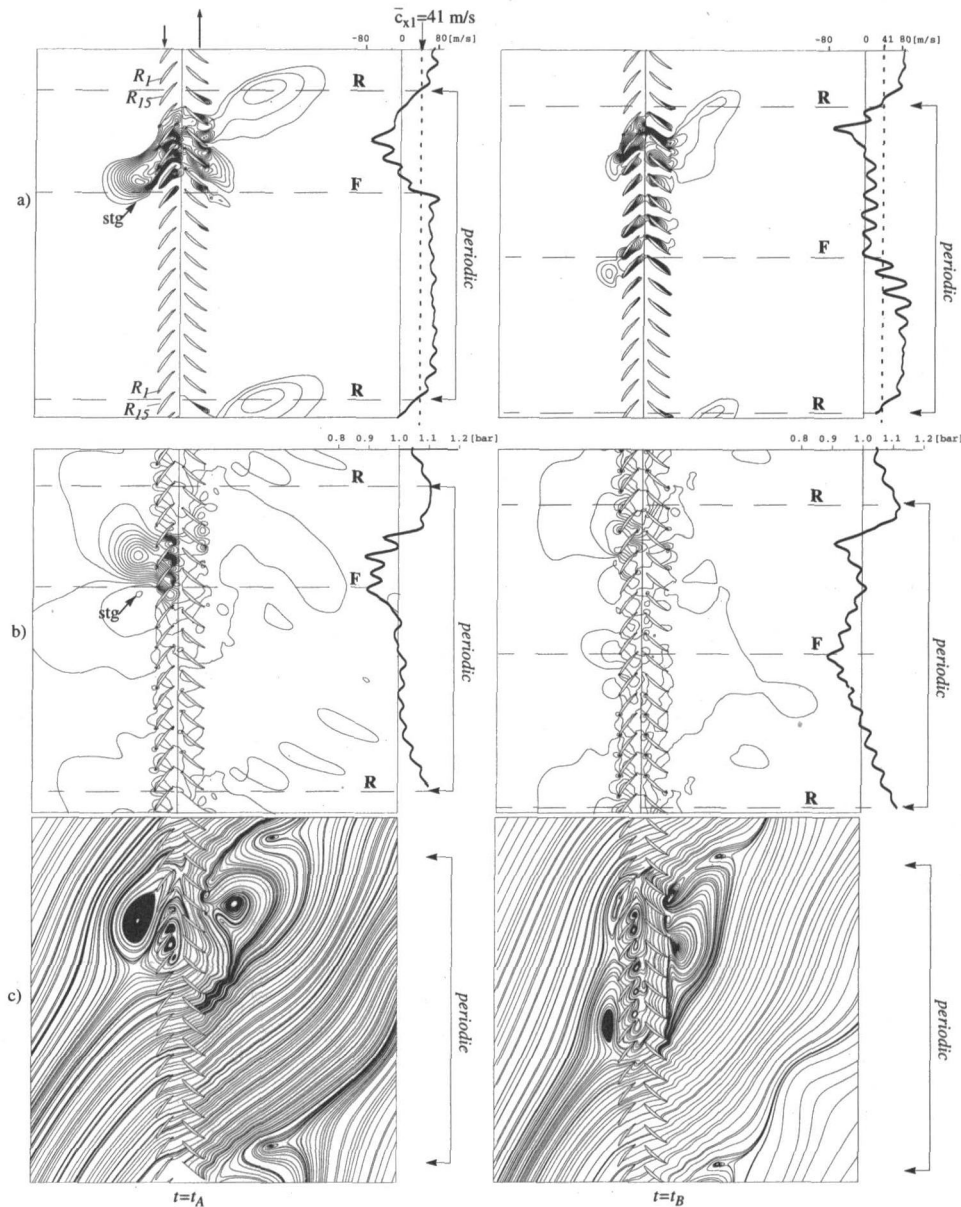 c̄x1=41 m/s
-80 0 80[m/s]
-80 0 41 80[m/s]
R1
R15
R
R
F
F
stg
a)
periodic
periodic
R1
R15
R
R
0.8 0.9 1.0 1.1 1.2[bar]
0.8 0.9 1.0 1.1 1.2[bar]
R
R
F
F
stg
b)
periodic
periodic
R
R
c)
periodic
periodic
t=tA
t=tB